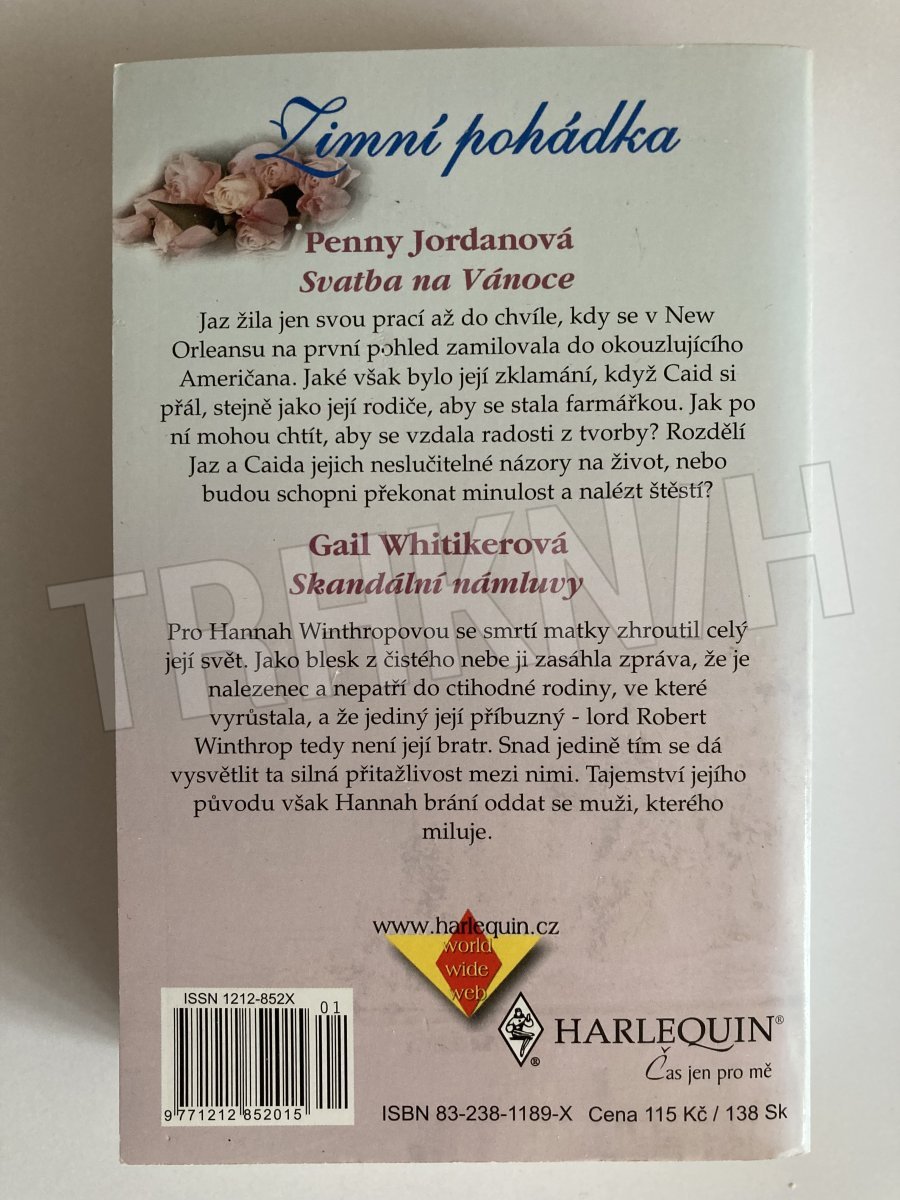 Zimní pohádka
Penny Jordanová
Svatba na Vánoce
Jaz žila jen svou prací až do chvíle, kdy se v New
Orleansu na první pohled zamilovala do okouzlujícího
Američana. Jaké však bylo její zklamání, když Caid si
přál, stejně jako její rodiče, aby se stala farmářkou. Jak po
ní mohou chtít, aby se vzdala radosti z tvorby? Rozdělí
Jaz a Caida jejich neslučitelné názory na život, nebo
budou schopni překonat minulost a nalézt štěstí?
Gail Whitikerová
Skandální námluvy
TRHKNIH
Pro Hannah Winthropovou se smrtí matky zhroutil celý
její svět. Jako blesk z čistého nebe ji zasáhla zpráva, že je
nalezenec a nepatří do ctihodné rodiny, ve které
vyrůstala, a že jediný její příbuzný - lord Robert
Winthrop tedy není její bratr. Snad jedině tím se dá
vysvětlit ta silná přitažlivost mezi nimi. Tajemství jejího
původu však Hannah brání oddat se muži, kterého
miluje.
www.harlequin.cz
world
wide
web
ISSN 1212-852X
01
9 771212 852015
HARLEQUIN®
®
Čas jen pro mě
ISBN 83-238-1189-X Cena 115 Kč / 138 Sk